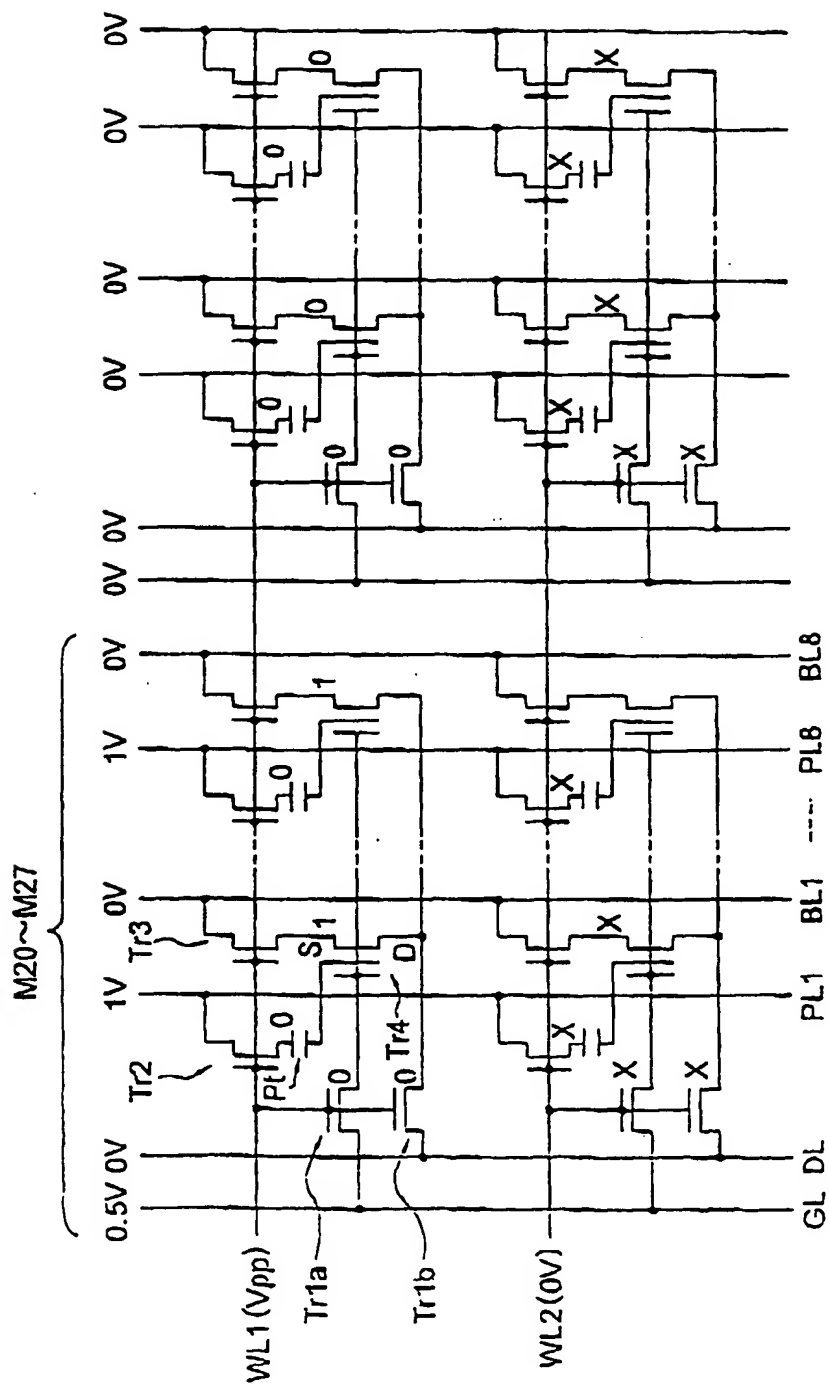 M20~M27
0.5V 0V 1V 0V 1V 0V 0V 0V 0V 0V 0V 0V
Tr2 Tr3
WL1 (Vpp)
Pt 0 S 1 0 1 0 0 0 0
Tr1a 0 D 0
Tr4
Tr1b 0 0
WL2 (0V)
X X X X X X X
X X
X X
GL DL PL1 BL1 ---- PL8 BL8